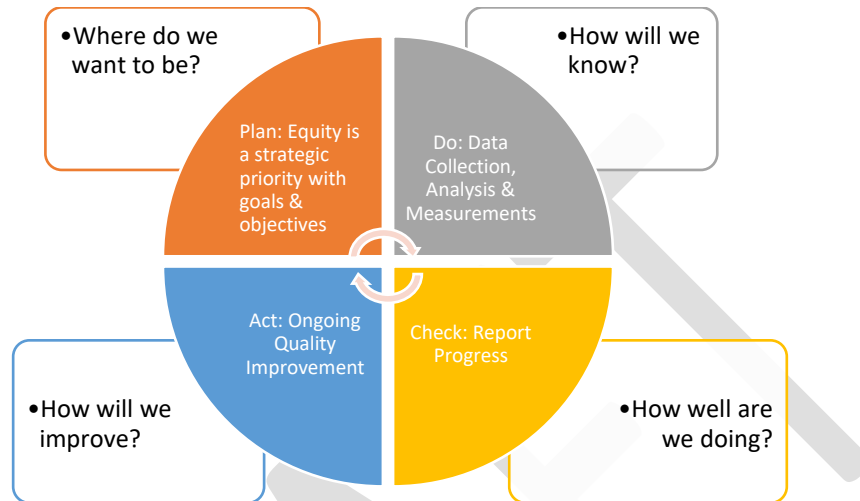 •Where do we
want to be?
•How will we
know?
Plan: Equity is
a strategic
priority with
goals &
objectives
Do: Data
Collection,
Analysis &
Measurements
Act: Ongoing
Quality
Improvement
Check: Report
Progress
•How will we
improve?
•How well are
we doing?